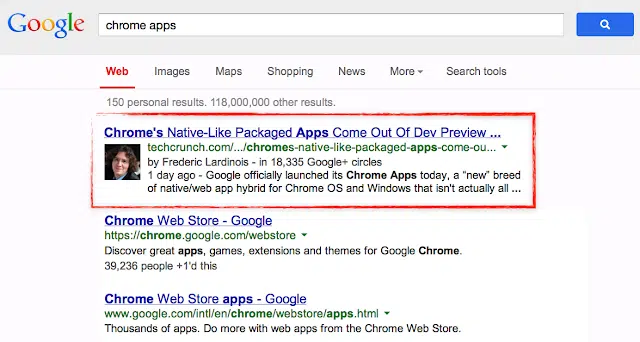 Google chrome apps
Web Images Maps Shopping News More Search tools
150 personal results. 118,000,000 other results.
Chrome's Native-Like Packaged Apps Come Out Of Dev Preview ...
techcrunch.com/.../chromes-native-like-packaged-apps-come-ou...
by Frederic Lardinois - in 18,335 Google+ circles
1 day ago - Google officially launched its Chrome Apps today, a "new" breed
of native/web app hybrid for Chrome OS and Windows that isn't actually all ...
Chrome Web Store - Google
https://chrome.google.com/webstore
Discover great apps, games, extensions and themes for Google Chrome.
39,236 people +1'd this
Chrome Web Store apps - Google
www.google.com/intl/en/chrome/webstore/apps.html
Thousands of apps. Do more with web apps from the Chrome Web Store.